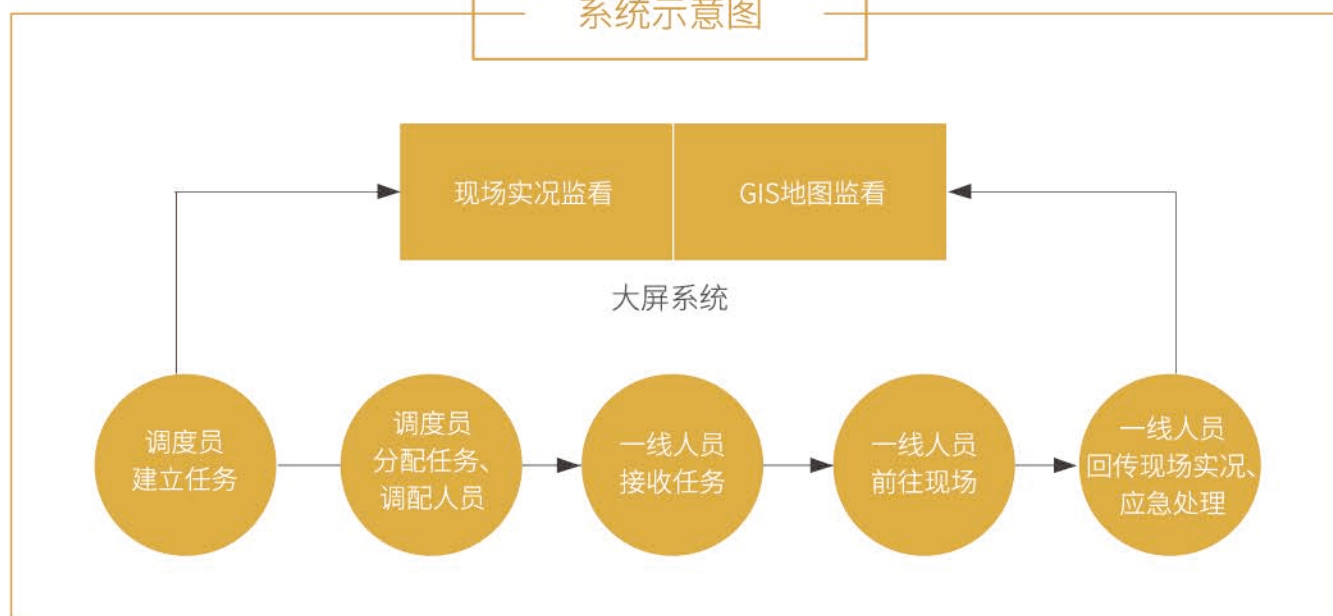 系统示意图
现场实况监看
GIS地图监看
大屏系统
调度员
建立任务
调度员
分配任务、
调配人员
一线人员
接收任务
一线人员
前往现场
一线人员
回传现场实况、
应急处理